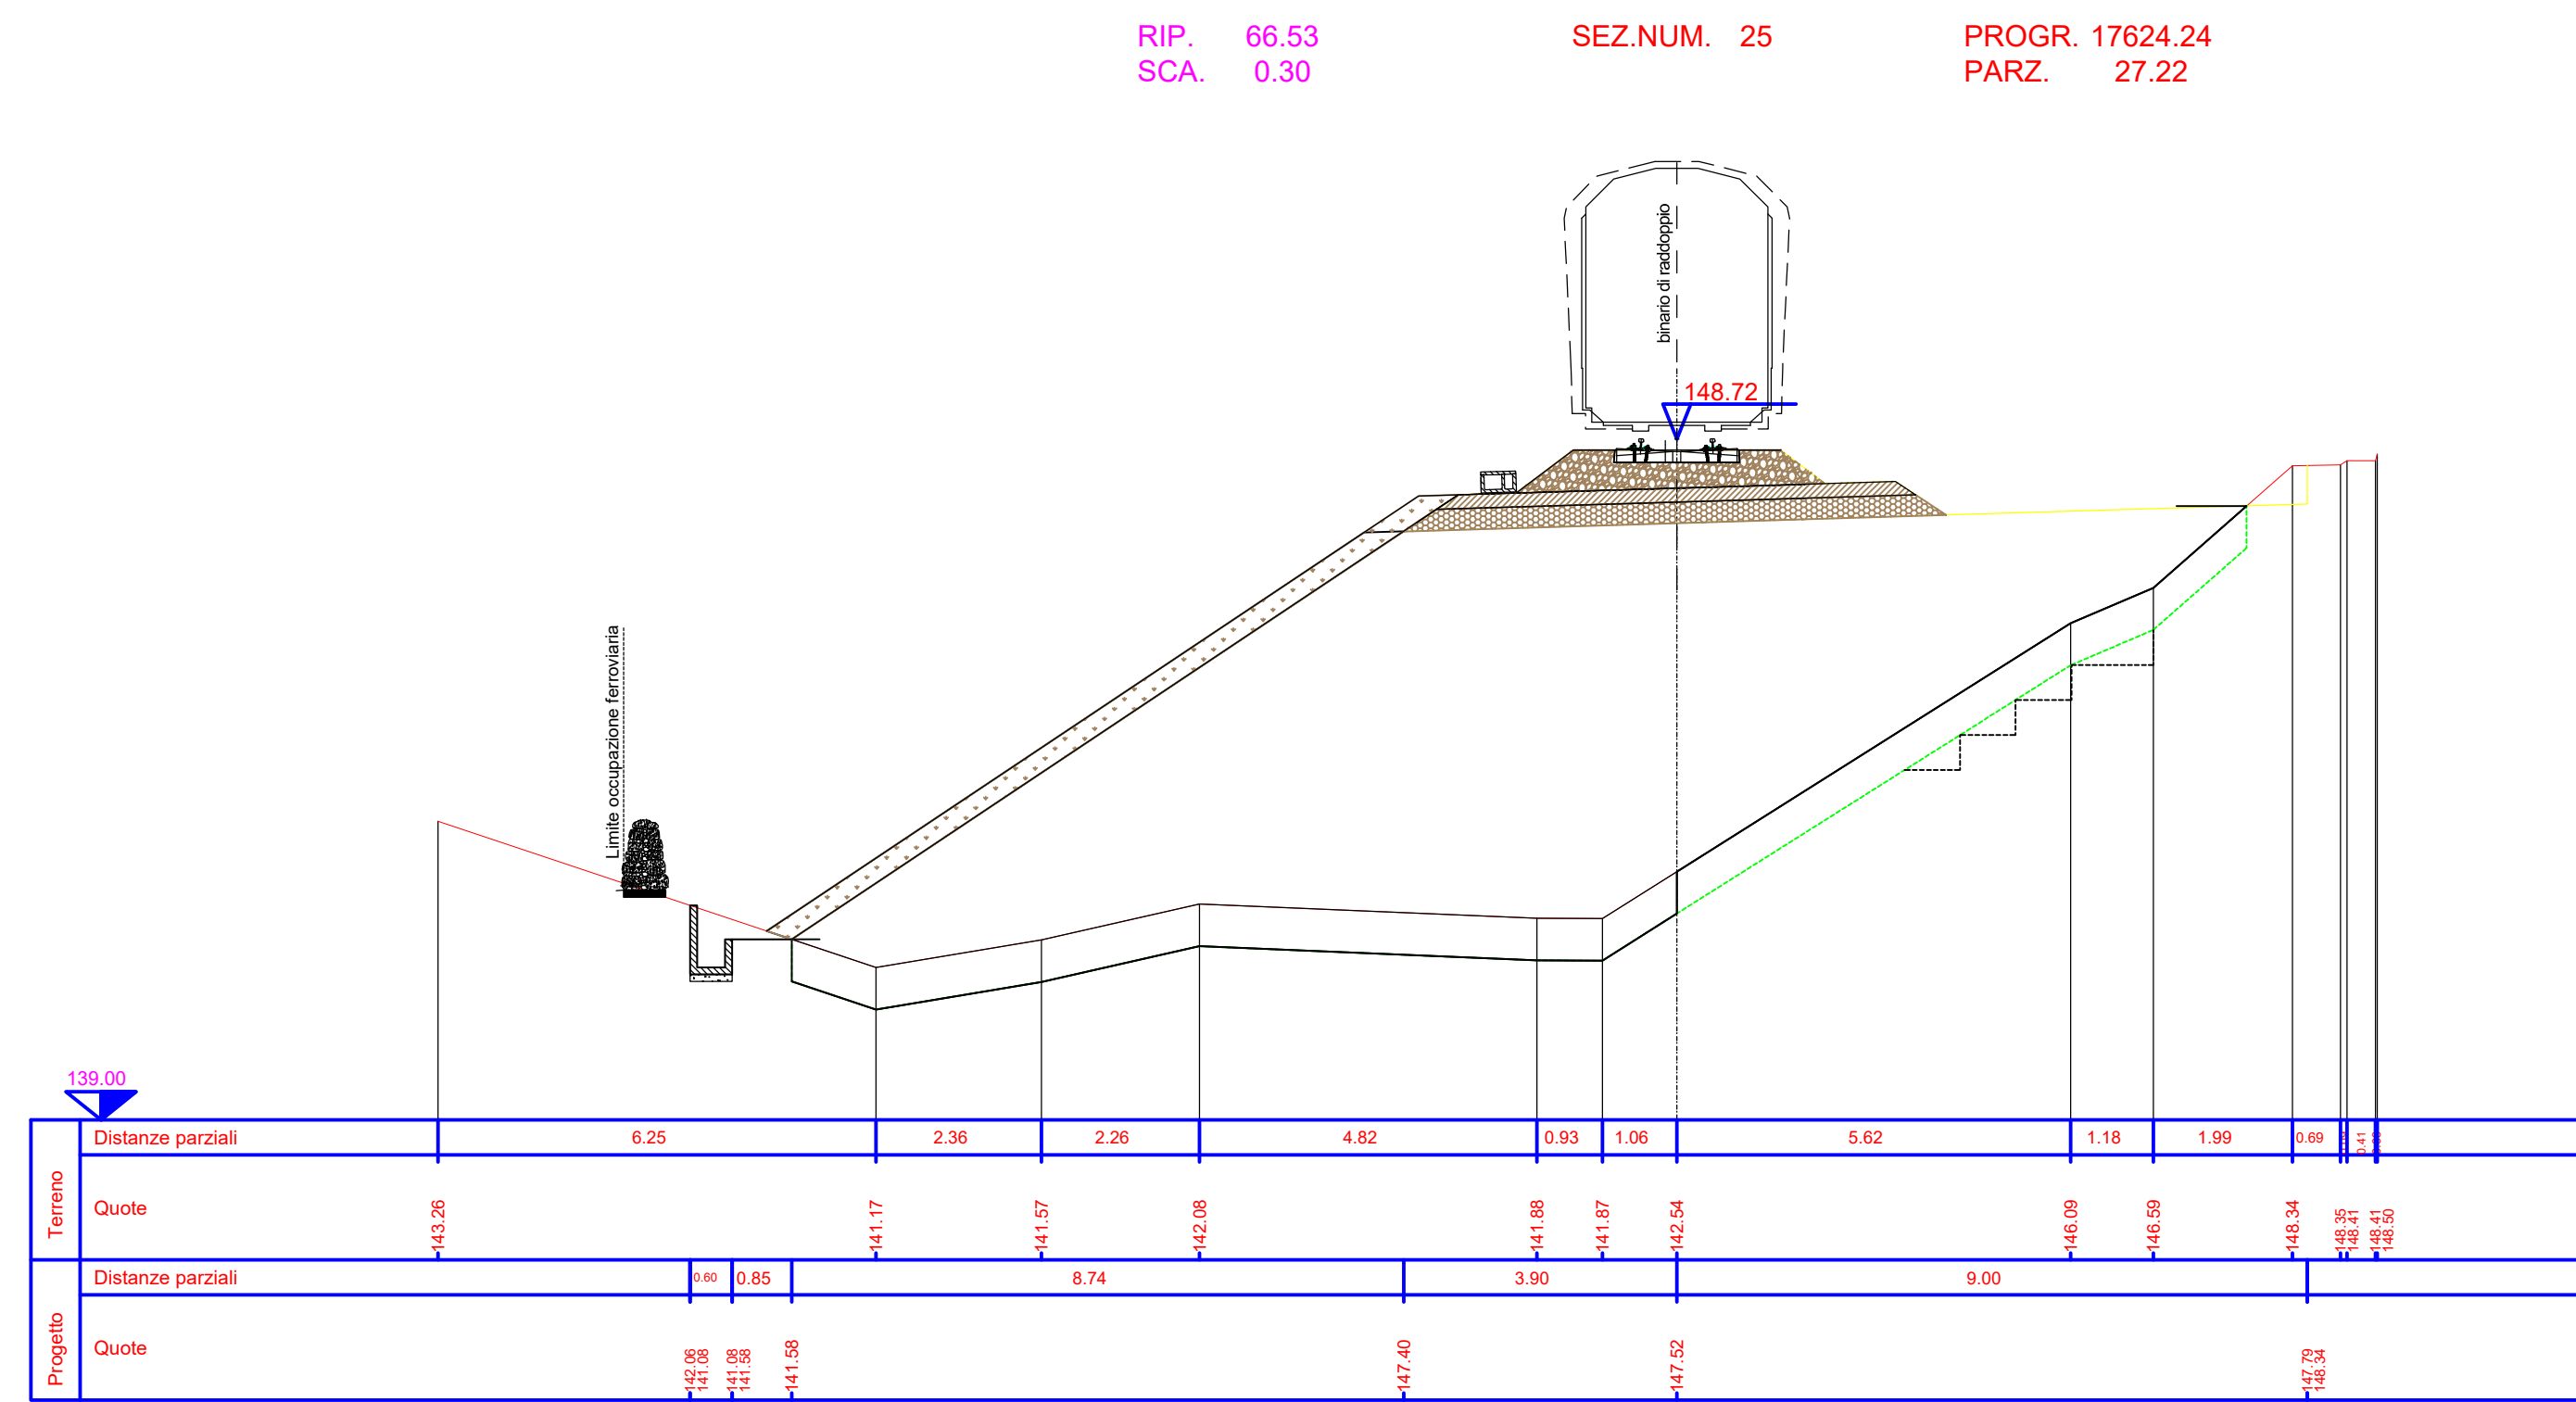 RIP. 66.53 SEZ.NUM. 25 PROGR. 17624.24
SCA. 0.30 PARZ. 27.22
binario di raddoppio
148.72
Limite occupazione ferroviaria
139.00
Terreno
Distanze parziali 6.25 2.36 2.26 4.82 0.93 1.06 5.62 1.18 1.99 0.69 0.41
Quote 143.26 141.17 141.57 142.08 141.88 141.87 142.54 146.09 146.59 148.34 148.35 148.41 148.41 148.50
Progetto
Distanze parziali 0.60 0.85 8.74 3.90 9.00
Quote 142.06 141.08 141.08 141.58 141.58 147.40 147.52 147.79 148.34